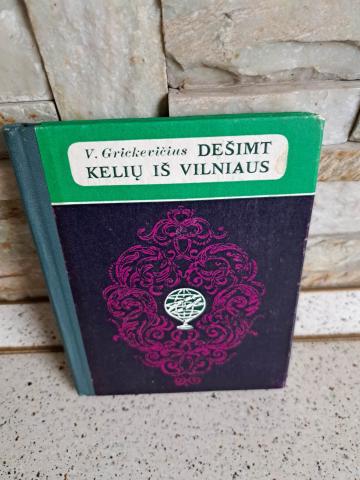 V. Grickevičius DEŠIMT
KELIŲ IŠ VILNIAUS